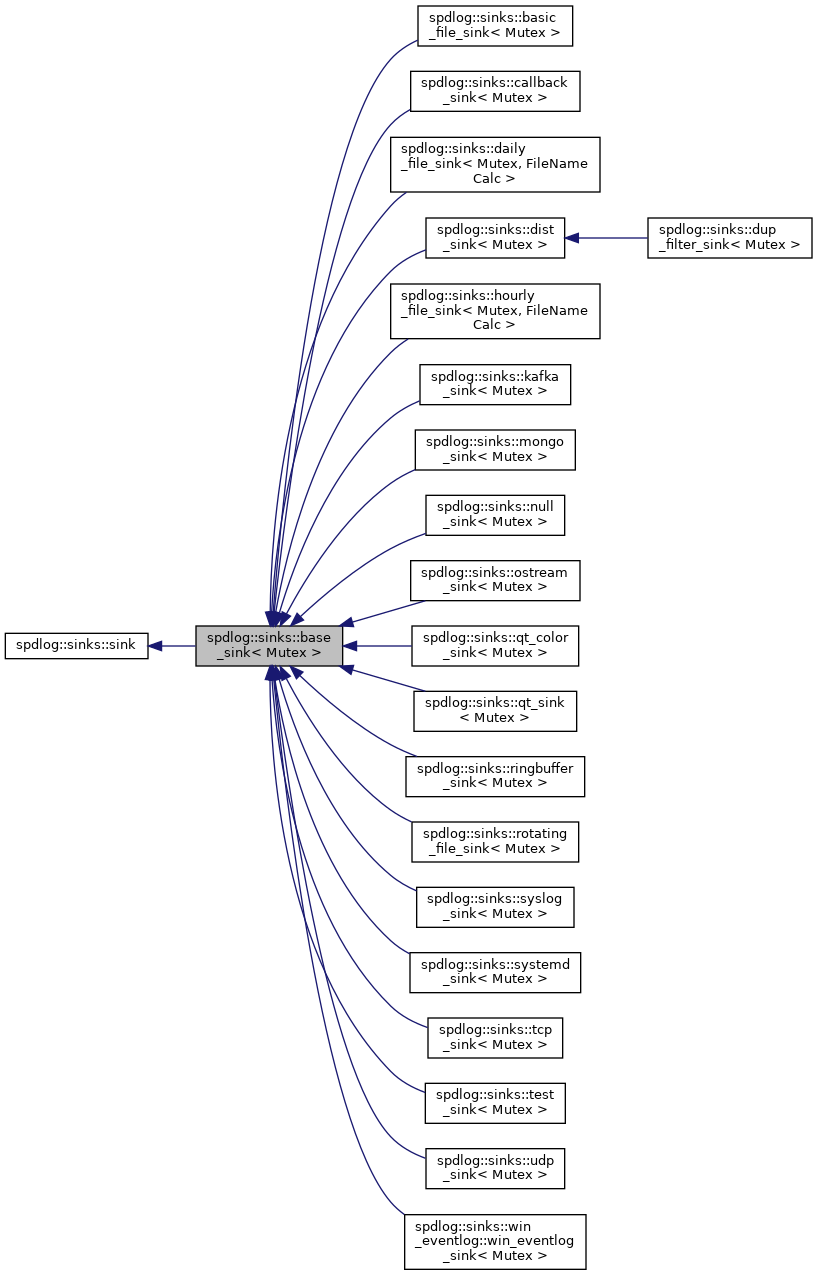 spdlog::sinks::basic
_file_sink< Mutex >
spdlog::sinks::callback
_sink< Mutex >
spdlog::sinks::daily
_file_sink< Mutex, FileName
Calc >
spdlog::sinks::dist
_sink< Mutex >
spdlog::sinks::dup
_filter_sink< Mutex >
spdlog::sinks::hourly
_file_sink< Mutex, FileName
Calc >
spdlog::sinks::kafka
_sink< Mutex >
spdlog::sinks::mongo
_sink< Mutex >
spdlog::sinks::null
_sink< Mutex >
spdlog::sinks::ostream
_sink< Mutex >
spdlog::sinks::sink
spdlog::sinks::base
_sink< Mutex >
spdlog::sinks::qt_color
_sink< Mutex >
spdlog::sinks::qt_sink
< Mutex >
spdlog::sinks::ringbuffer
_sink< Mutex >
spdlog::sinks::rotating
_file_sink< Mutex >
spdlog::sinks::syslog
_sink< Mutex >
spdlog::sinks::systemd
_sink< Mutex >
spdlog::sinks::tcp
_sink< Mutex >
spdlog::sinks::test
_sink< Mutex >
spdlog::sinks::udp
_sink< Mutex >
spdlog::sinks::win
_eventlog::win_eventlog
_sink< Mutex >